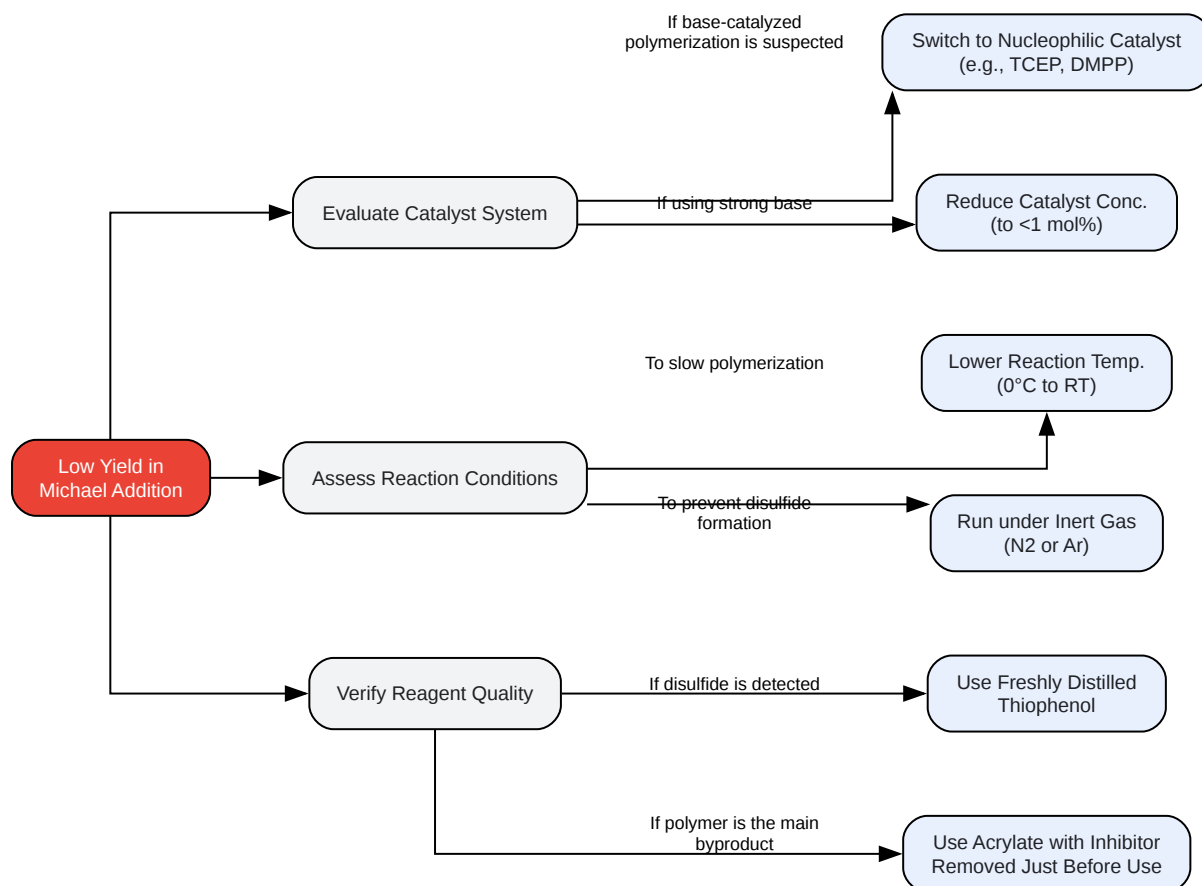 If base-catalyzed
polymerization is suspected
Switch to Nucleophilic Catalyst
(e.g., TCEP, DMPP)
Evaluate Catalyst System
If using strong base
Reduce Catalyst Conc.
(to <1 mol%)
To slow polymerization
Lower Reaction Temp.
(0°C to RT)
Low Yield in
Michael Addition
Assess Reaction Conditions
To prevent disulfide
formation
Run under Inert Gas
(N2 or Ar)
Verify Reagent Quality
If disulfide is detected
Use Freshly Distilled
Thiophenol
If polymer is the main
byproduct
Use Acrylate with Inhibitor
Removed Just Before Use